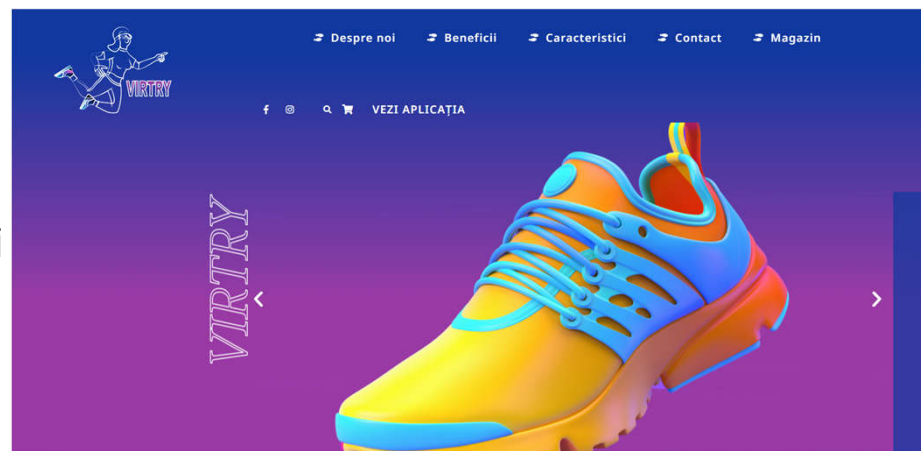 Despre noi Beneficii Caracteristici Contact Magazin
VIRTRY
VEZI APLICAȚIA
VIRTRY